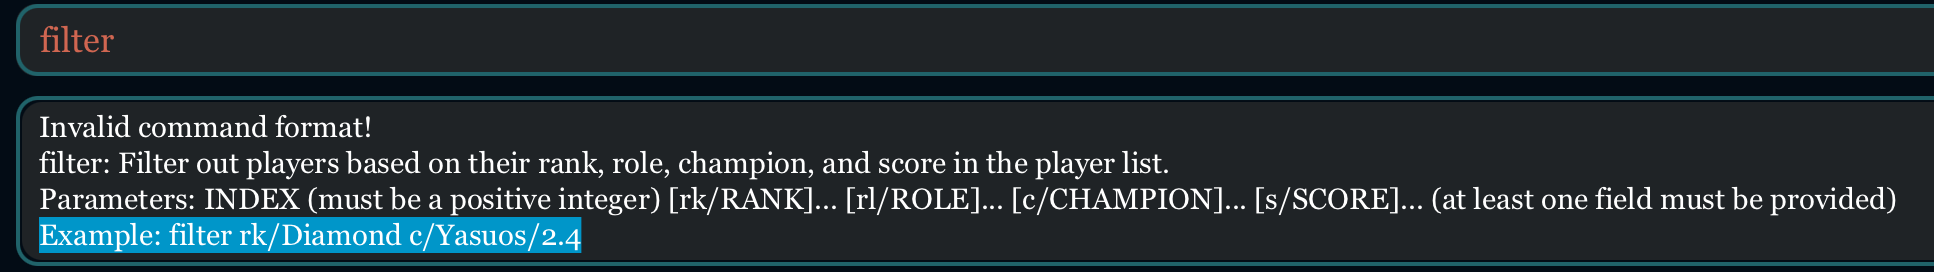 filter
Invalid command format!
filter: Filter out players based on their rank, role, champion, and score in the player list.
Parameters: INDEX (must be a positive integer) [rk/RANK]... [rl/ROLE]... [c/CHAMPION]... [s/SCORE]... (at least one field must be provided)
Example: filter rk/Diamond c/Yasuos/2.4